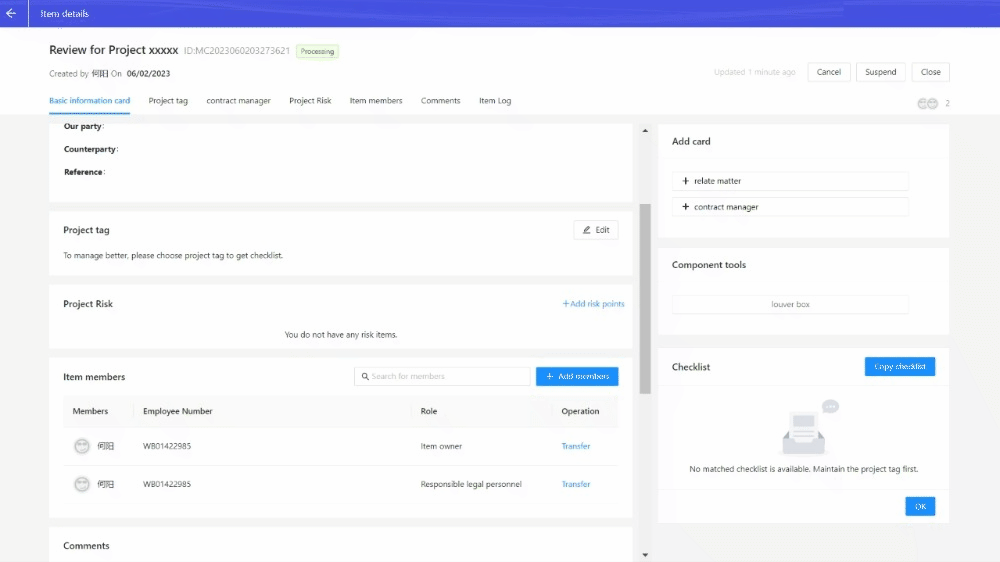 Item details
Review for Project xxxxx ID:MC2023060203273621 Processing
Created by 何阳 On 06/02/2023
Updated 1 minute ago Cancel Suspend Close
Basic information card Project tag contract manager Project Risk Item members Comments Item Log
2
Our party:
Counterparty:
Reference:
Project tag
Edit
To manage better, please choose project tag to get checklist.
Project Risk
+Add risk points
You do not have any risk items.
Item members
Search for members
+ Add members
Members Employee Number Role Operation
何阳 WB01422985 Item owner Transfer
何阳 WB01422985 Responsible legal personnel Transfer
Comments
Add card
+ relate matter
+ contract manager
Component tools
louver box
Checklist
Copy checklist
No matched checklist is available. Maintain the project tag first.
OK